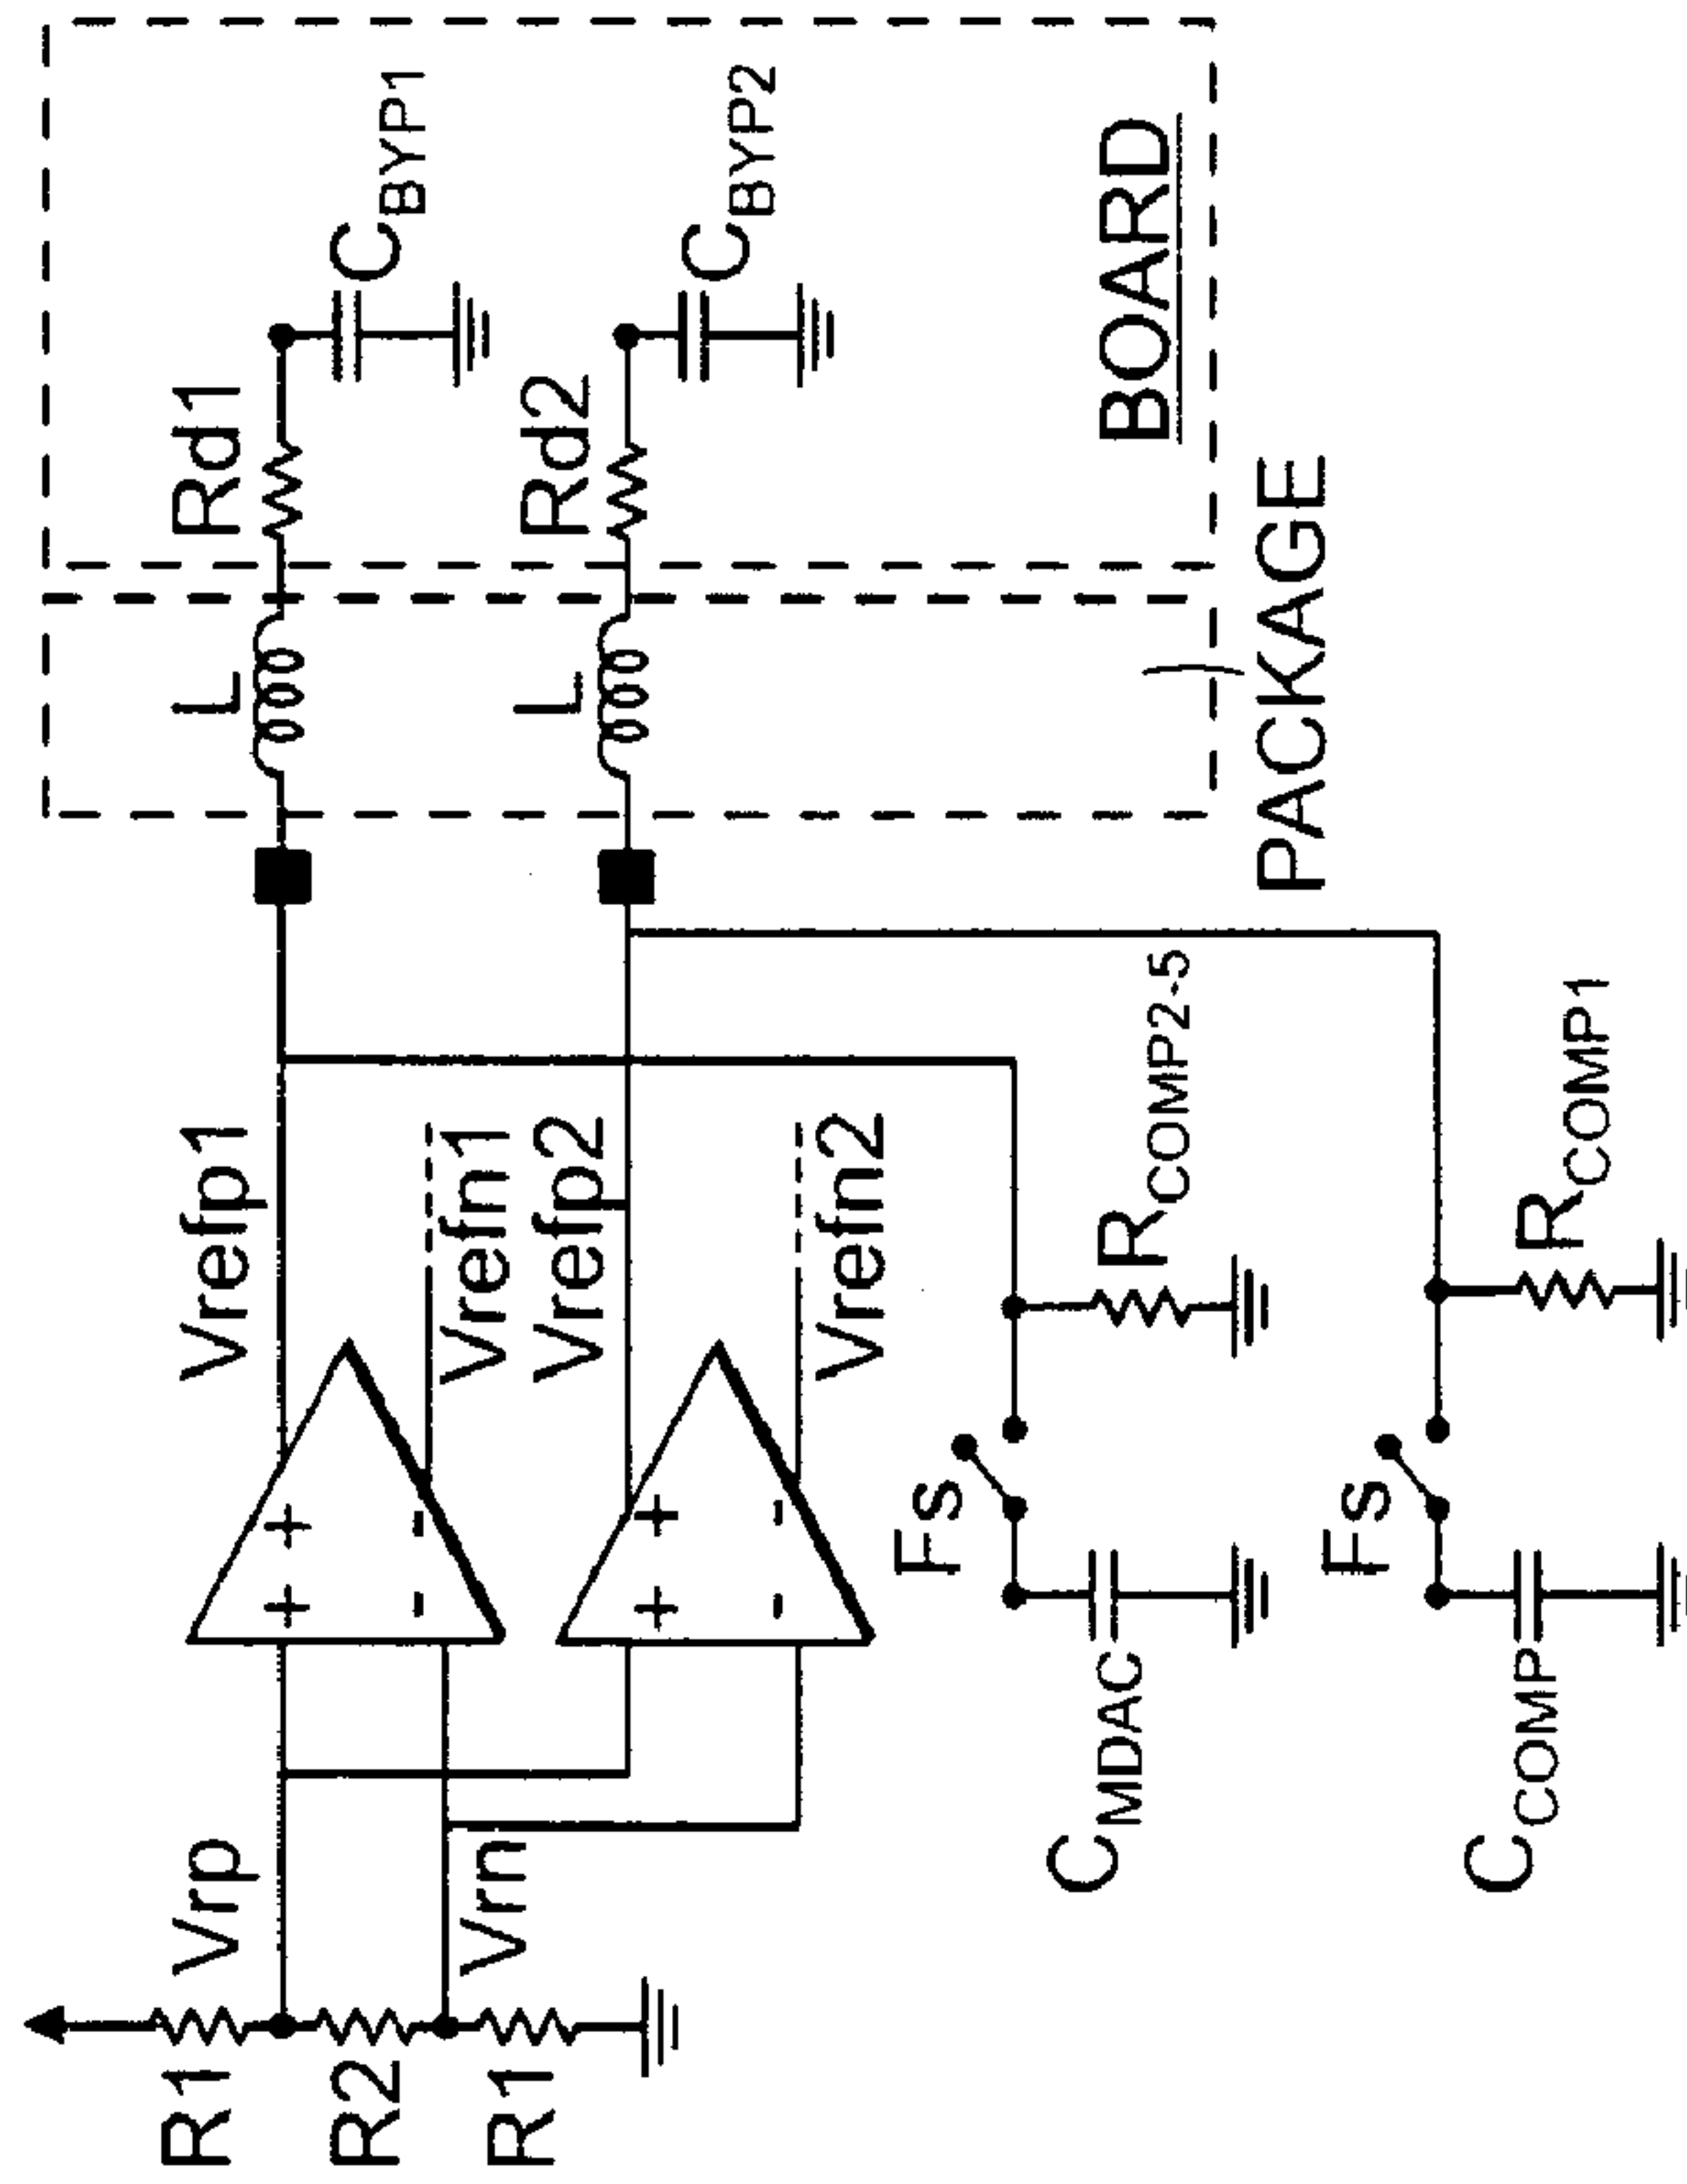 R1
R2
R1
Vrp
Vrn
+ +
- -
+ +
- -
Vrefp1
Vrefn1
Vrefp2
Vrefn2
L
L
Rd1
Rd2
CBYP1
CBYP2
BOARD
PACKAGE
Fs
CMDAC
RCOMP2-5
Fs
CCOMP
RCOMP1